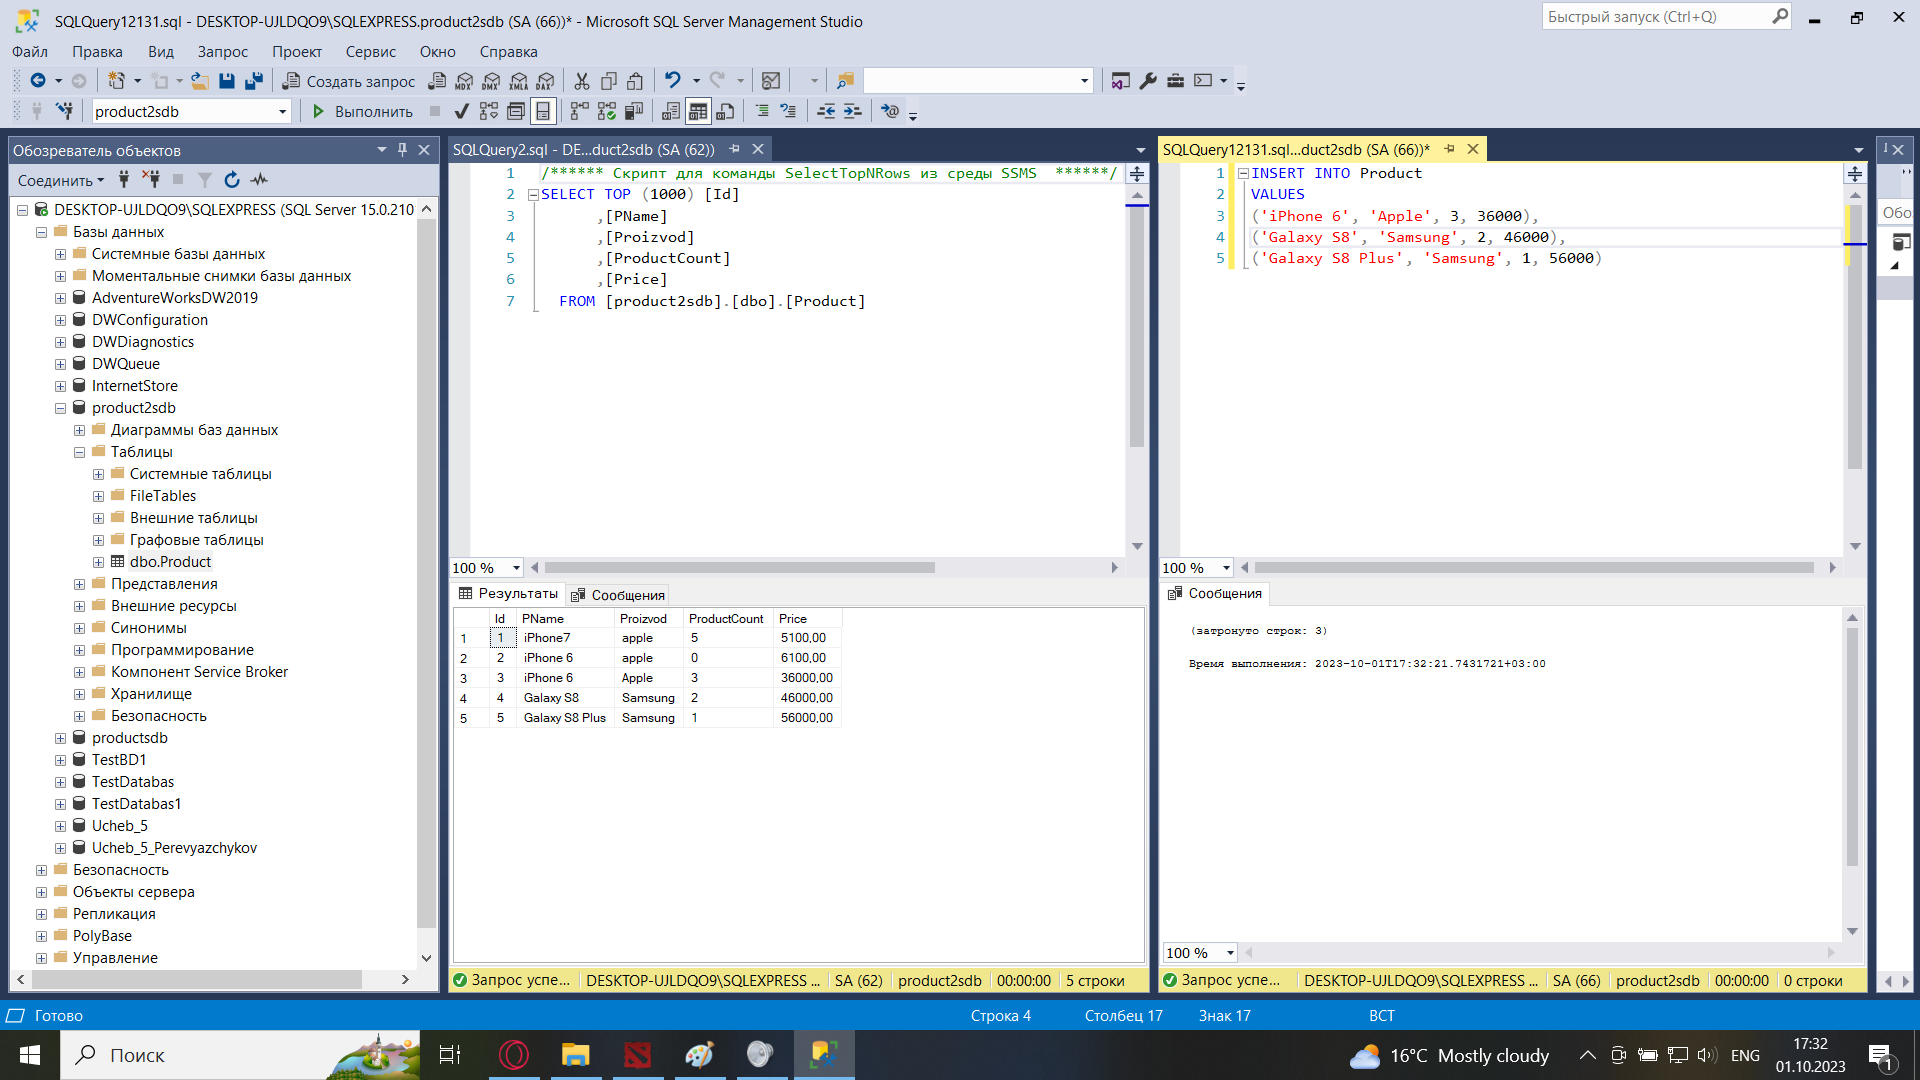 SQLQuery12131.sql - DESKTOP-UJLDQO9\SQLEXPRESS.product2sdb (SA (66))* - Microsoft SQL Server Management Studio
Быстрый запуск (Ctrl+Q)
Файл Правка Вид Запрос Проект Сервис Окно Справка
Создать запрос
MDX DMX XMLA DAX
product2sdb
Выполнить
Обозреватель объектов
Соединить
DESKTOP-UJLDQO9\SQLEXPRESS (SQL Server 15.0.210
Базы данных
Системные базы данных
Моментальные снимки базы данных
AdventureWorksDW2019
DWConfiguration
DWDiagnostics
DWQueue
InternetStore
product2sdb
Диаграммы баз данных
Таблицы
Системные таблицы
FileTables
Внешние таблицы
Графовые таблицы
dbo.Product
Представления
Внешние ресурсы
Синонимы
Программирование
Компонент Service Broker
Хранилище
Безопасность
productsdb
TestBD1
TestDatabas
TestDatabas1
Ucheb_5
Ucheb_5_Perevyazchykov
Безопасность
Объекты сервера
Репликация
PolyBase
Управление
SQLQuery2.sql - DE...duct2sdb (SA (62))
1 /****** Скрипт для команды SelectTopNRows из среды SSMS  ******/
2 SELECT TOP (1000) [Id]
3 ,[PName]
4 ,[Proizvod]
5 ,[ProductCount]
6 ,[Price]
7 FROM [product2sdb].[dbo].[Product]
100 %
Результаты Сообщения
Id PName Proizvod ProductCount Price
1 1 iPhone7 apple 5 5100,00
2 2 iPhone 6 apple 0 6100,00
3 3 iPhone 6 Apple 3 36000,00
4 4 Galaxy S8 Samsung 2 46000,00
5 5 Galaxy S8 Plus Samsung 1 56000,00
Запрос успе... DESKTOP-UJLDQO9\SQLEXPRESS ... SA (62) product2sdb 00:00:00 5 строки
SQLQuery12131.sql...duct2sdb (SA (66))*
1 INSERT INTO Product
2 VALUES
3 ('iPhone 6', 'Apple', 3, 36000),
4 ('Galaxy S8', 'Samsung', 2, 46000),
5 ('Galaxy S8 Plus', 'Samsung', 1, 56000)
100 %
Сообщения
(затронуто строк: 3)
Время выполнения: 2023-10-01T17:32:21.7431721+03:00
100 %
Запрос успе... DESKTOP-UJLDQO9\SQLEXPRESS ... SA (66) product2sdb 00:00:00 0 строки
Обо
Готово Строка 4 Столбец 17 Знак 17 ВСТ
Поиск
16°C Mostly cloudy
ENG
17:32
01.10.2023
1